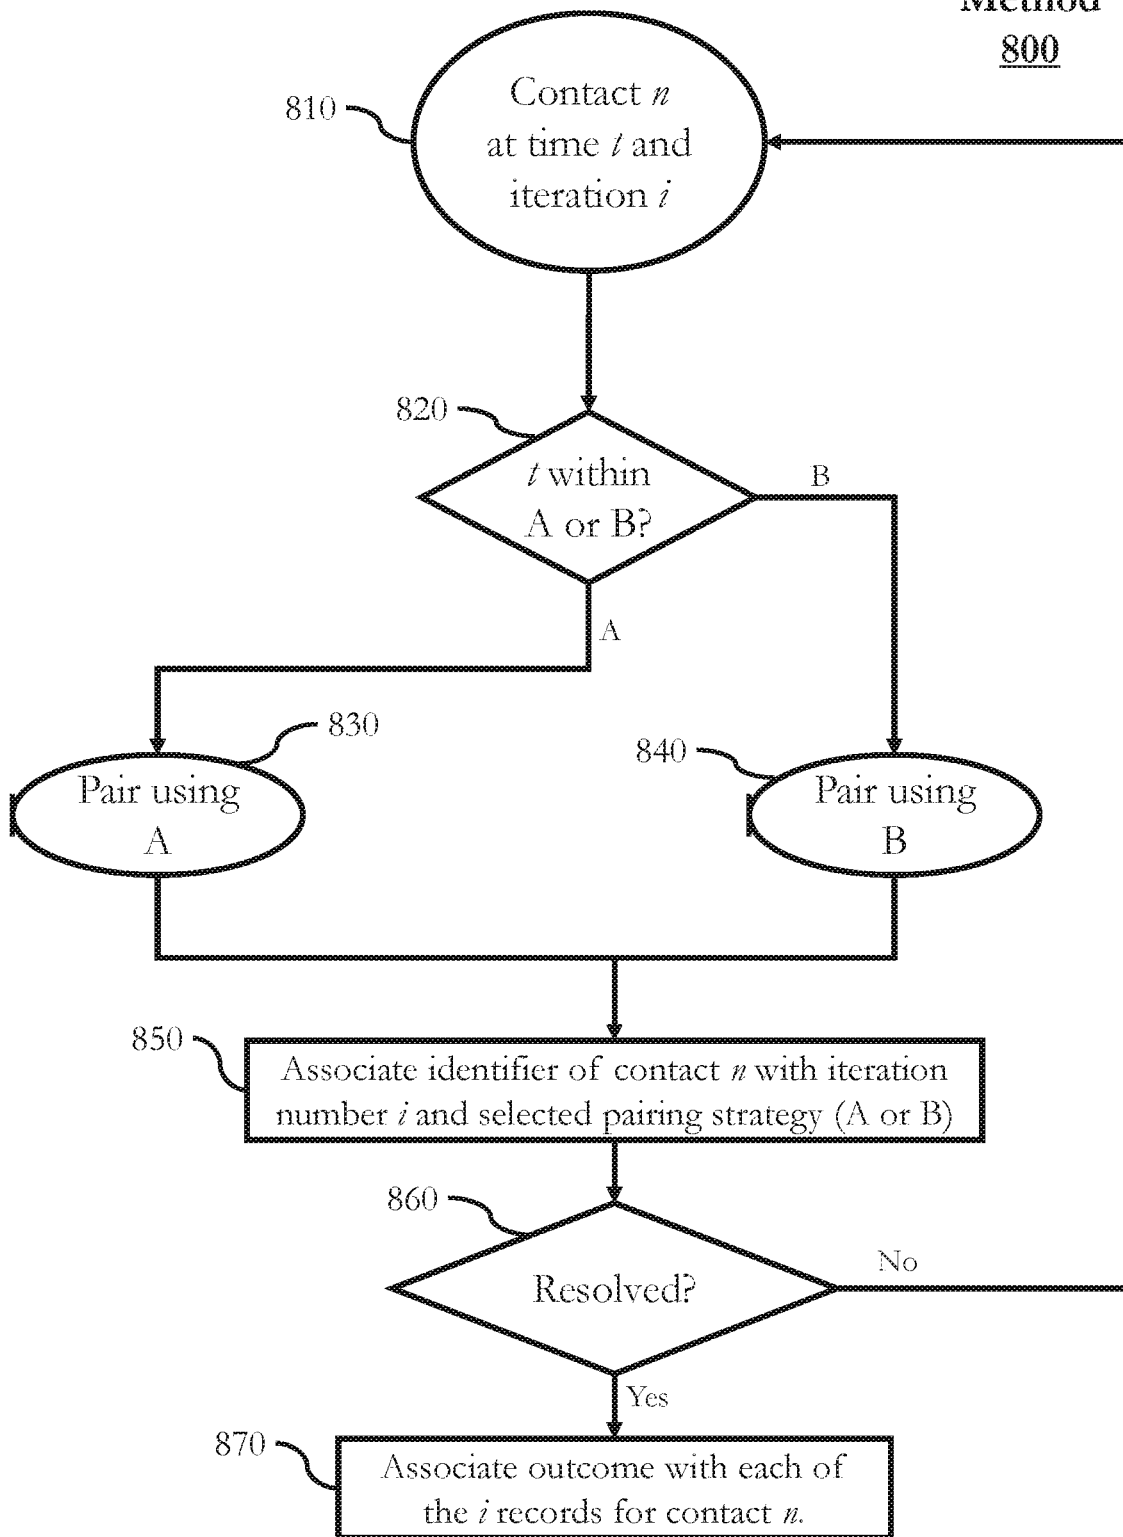 Method
800
810
Contact n
at time t and
iteration i
820
t within
A or B?
B
A
830
Pair using
A
840
Pair using
B
850
Associate identifier of contact n with iteration
number i and selected pairing strategy (A or B)
860
Resolved?
No
Yes
870
Associate outcome with each of
the i records for contact n.